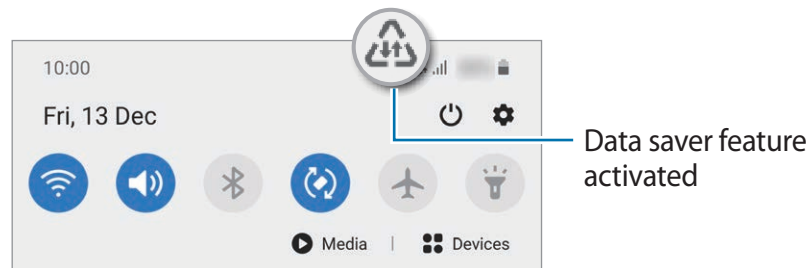 10:00
Fri, 13 Dec
Media
Devices
Data saver feature
activated